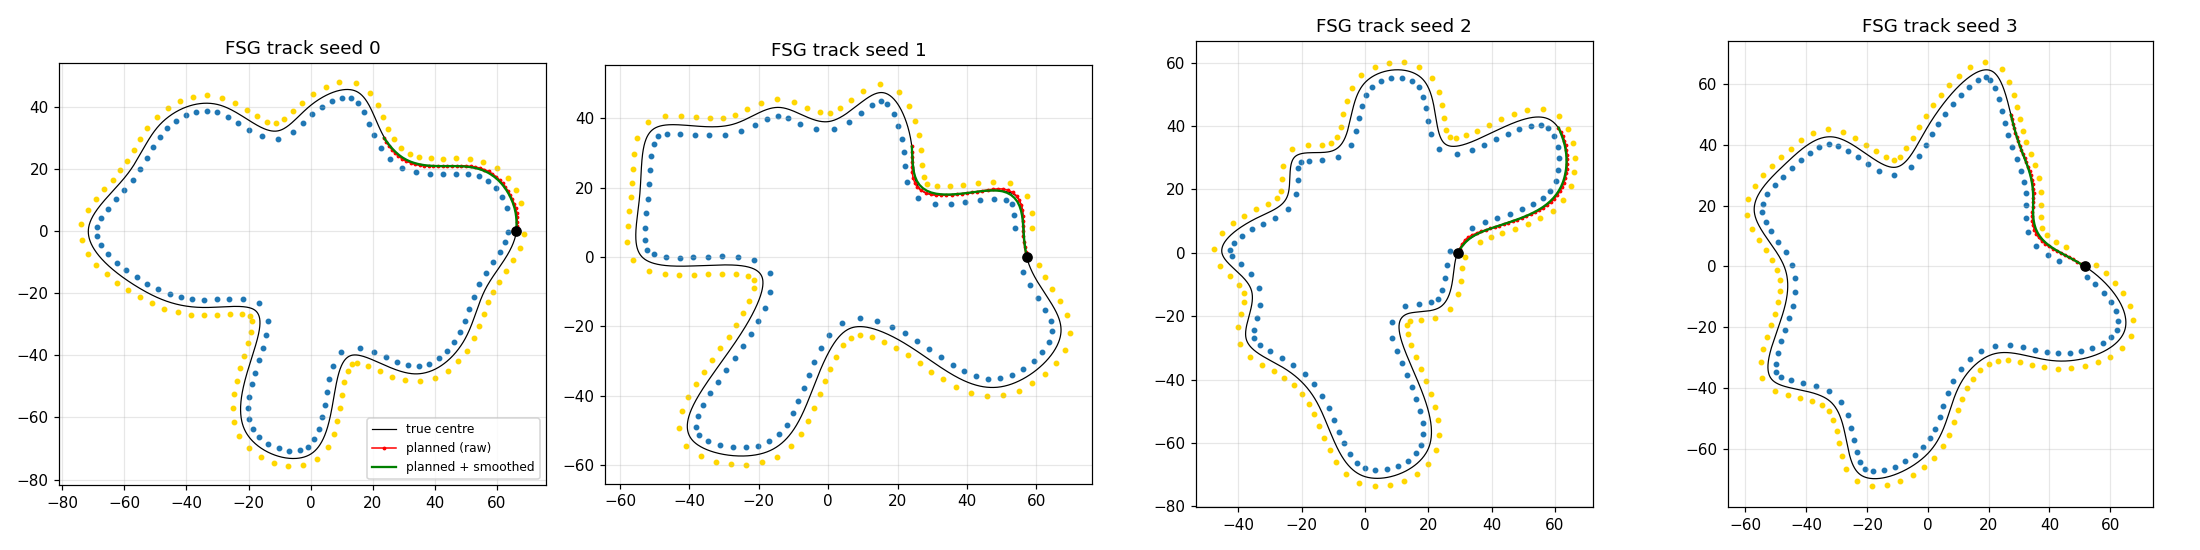 FSG track seed 0
40
20
0
−20
−40
−60
−80
−80 −60 −40 −20 0 20 40 60
true centre
planned (raw)
planned + smoothed
FSG track seed 1
40
20
0
−20
−40
−60
−60 −40 −20 0 20 40 60
FSG track seed 2
60
40
20
0
−20
−40
−60
−80
−40 −20 0 20 40 60
FSG track seed 3
60
40
20
0
−20
−40
−60
−60 −40 −20 0 20 40 60